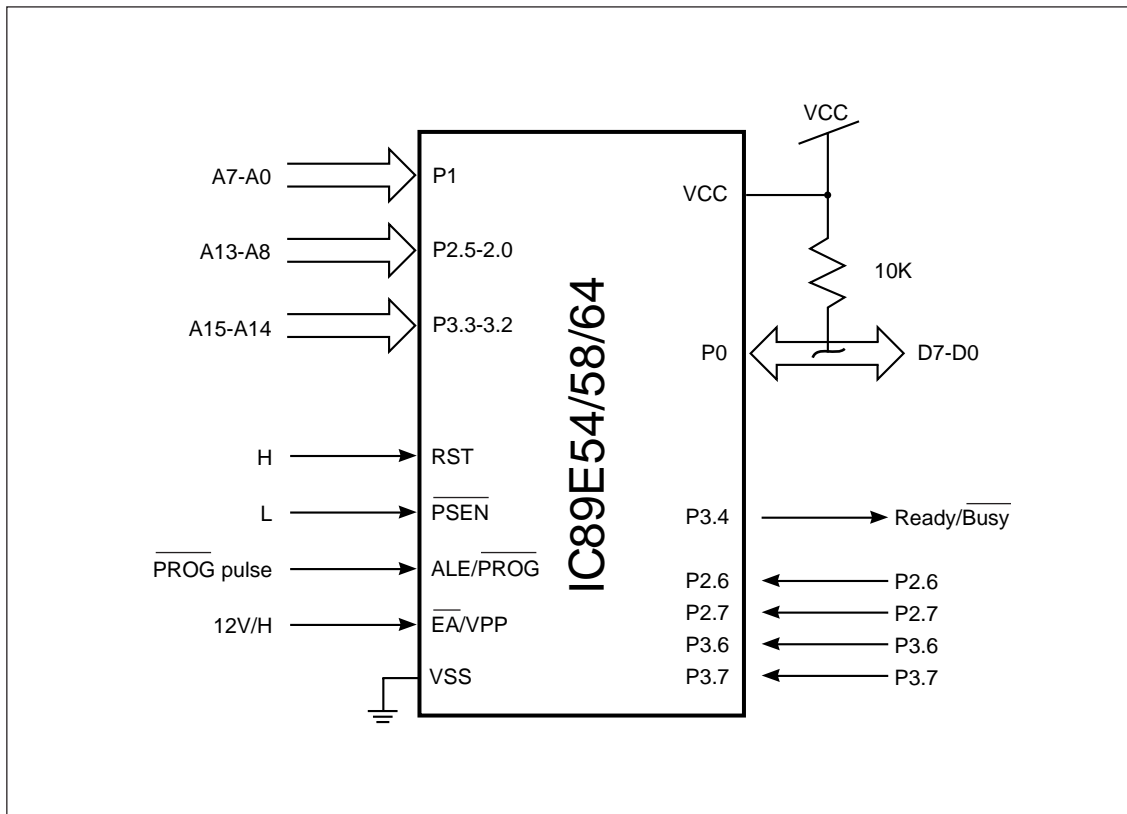 VCC
A7-A0
P1
VCC
A13-A8
P2.5-2.0
10K
A15-A14
P3.3-3.2
P0
D7-D0
IC89E54/58/64
H
RST
L
PSEN
P3.4
Ready/Busy
PROG pulse
ALE/PROG
P2.6
P2.6
P2.7
P2.7
12V/H
EA/VPP
P3.6
P3.6
VSS
P3.7
P3.7